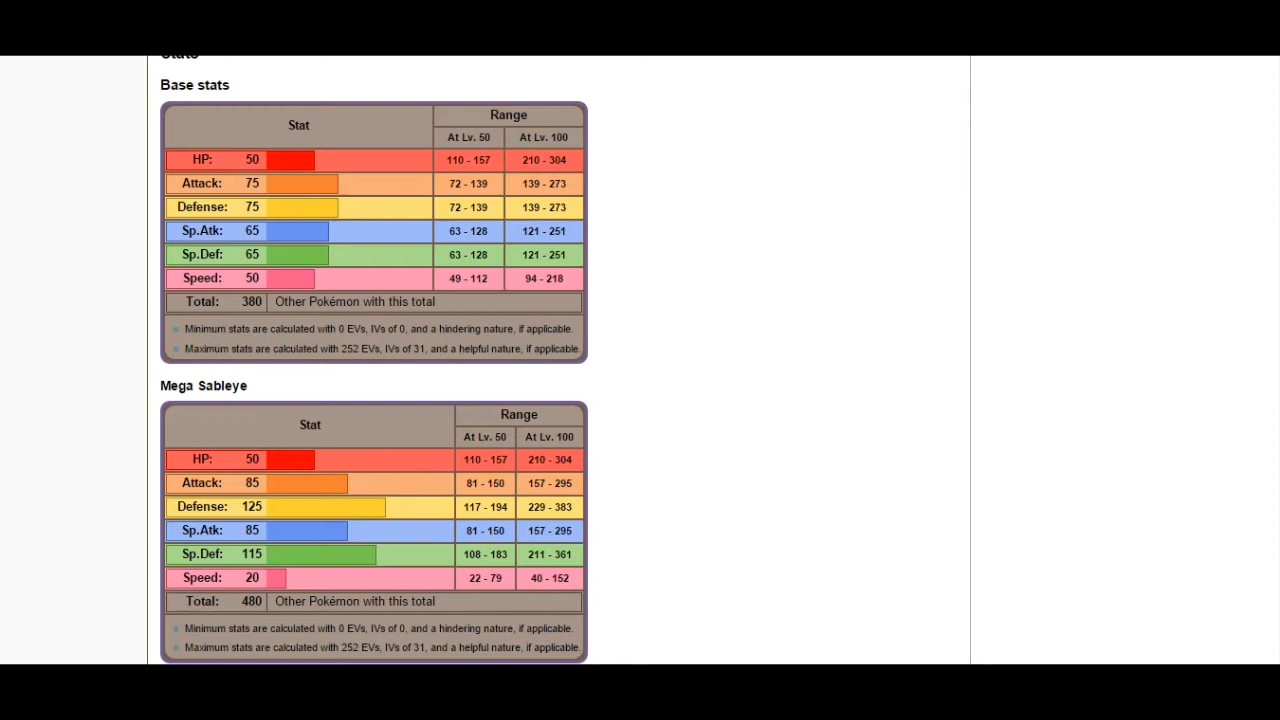 Stats
Base stats
Stat
Range
At Lv. 50 At Lv. 100
HP: 50 110 - 157 210 - 304
Attack: 75 72 - 139 139 - 273
Defense: 75 72 - 139 139 - 273
Sp.Atk: 65 63 - 128 121 - 251
Sp.Def: 65 63 - 128 121 - 251
Speed: 50 49 - 112 94 - 218
Total: 380 Other Pokémon with this total
Minimum stats are calculated with 0 EVs, IVs of 0, and a hindering nature, if applicable.
Maximum stats are calculated with 252 EVs, IVs of 31, and a helpful nature, if applicable.
Mega Sableye
Stat
Range
At Lv. 50 At Lv. 100
HP: 50 110 - 157 210 - 304
Attack: 85 81 - 150 157 - 295
Defense: 125 117 - 194 229 - 383
Sp.Atk: 85 81 - 150 157 - 295
Sp.Def: 115 108 - 183 211 - 361
Speed: 20 22 - 79 40 - 152
Total: 480 Other Pokémon with this total
Minimum stats are calculated with 0 EVs, IVs of 0, and a hindering nature, if applicable.
Maximum stats are calculated with 252 EVs, IVs of 31, and a helpful nature, if applicable.